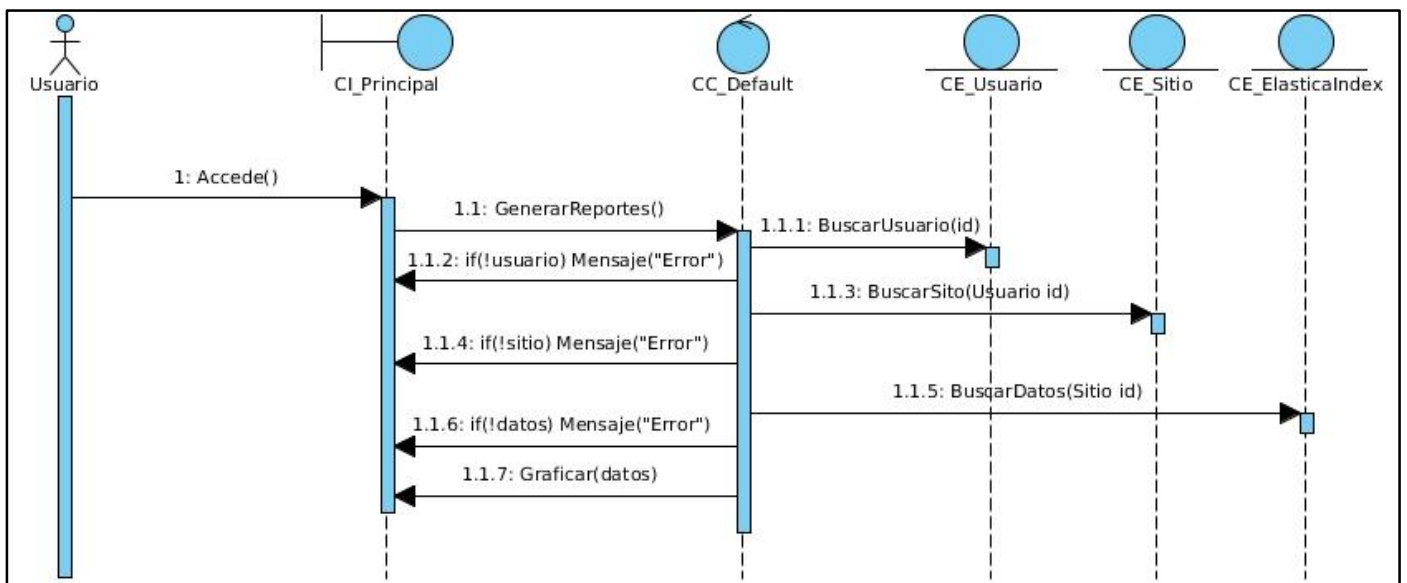 Usuario
CI_Principal
CC_Default
CE_Usuario
CE_Sitio
CE_ElasticaIndex
1: Accede()
1.1: GenerarReportes()
1.1.1: BuscarUsuario(id)
1.1.2: if(!usuario) Mensaje("Error")
1.1.3: BuscarSito(Usuario id)
1.1.4: if(!sitio) Mensaje("Error")
1.1.5: BuscarDatos(Sitio id)
1.1.6: if(!datos) Mensaje("Error")
1.1.7: Graficar(datos)